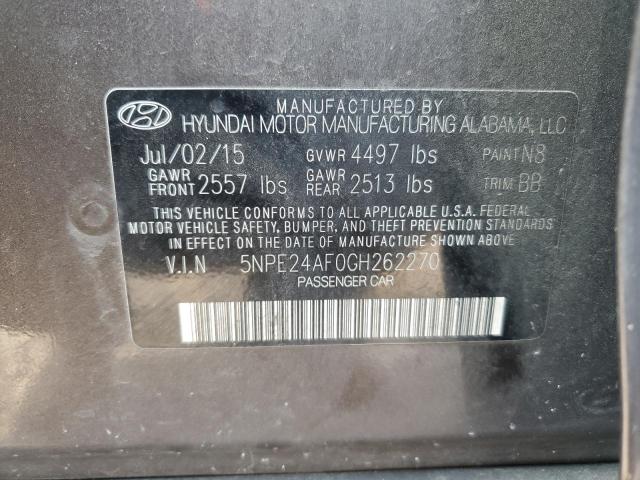 MANUFACTURED BY
HYUNDAI MOTOR MANUFACTURING ALABAMA, LLC
Jul/02/15 GVWR 4497 lbs PAINT N8
GAWR FRONT 2557 lbs GAWR REAR 2513 lbs TRIM BB
THIS VEHICLE CONFORMS TO ALL APPLICABLE U.S.A. FEDERAL
MOTOR VEHICLE SAFETY, BUMPER, AND THEFT PREVENTION STANDARDS
IN EFFECT ON THE DATE OF MANUFACTURE SHOWN ABOVE
V.I.N 5NPE24AF0GH262270
PASSENGER CAR